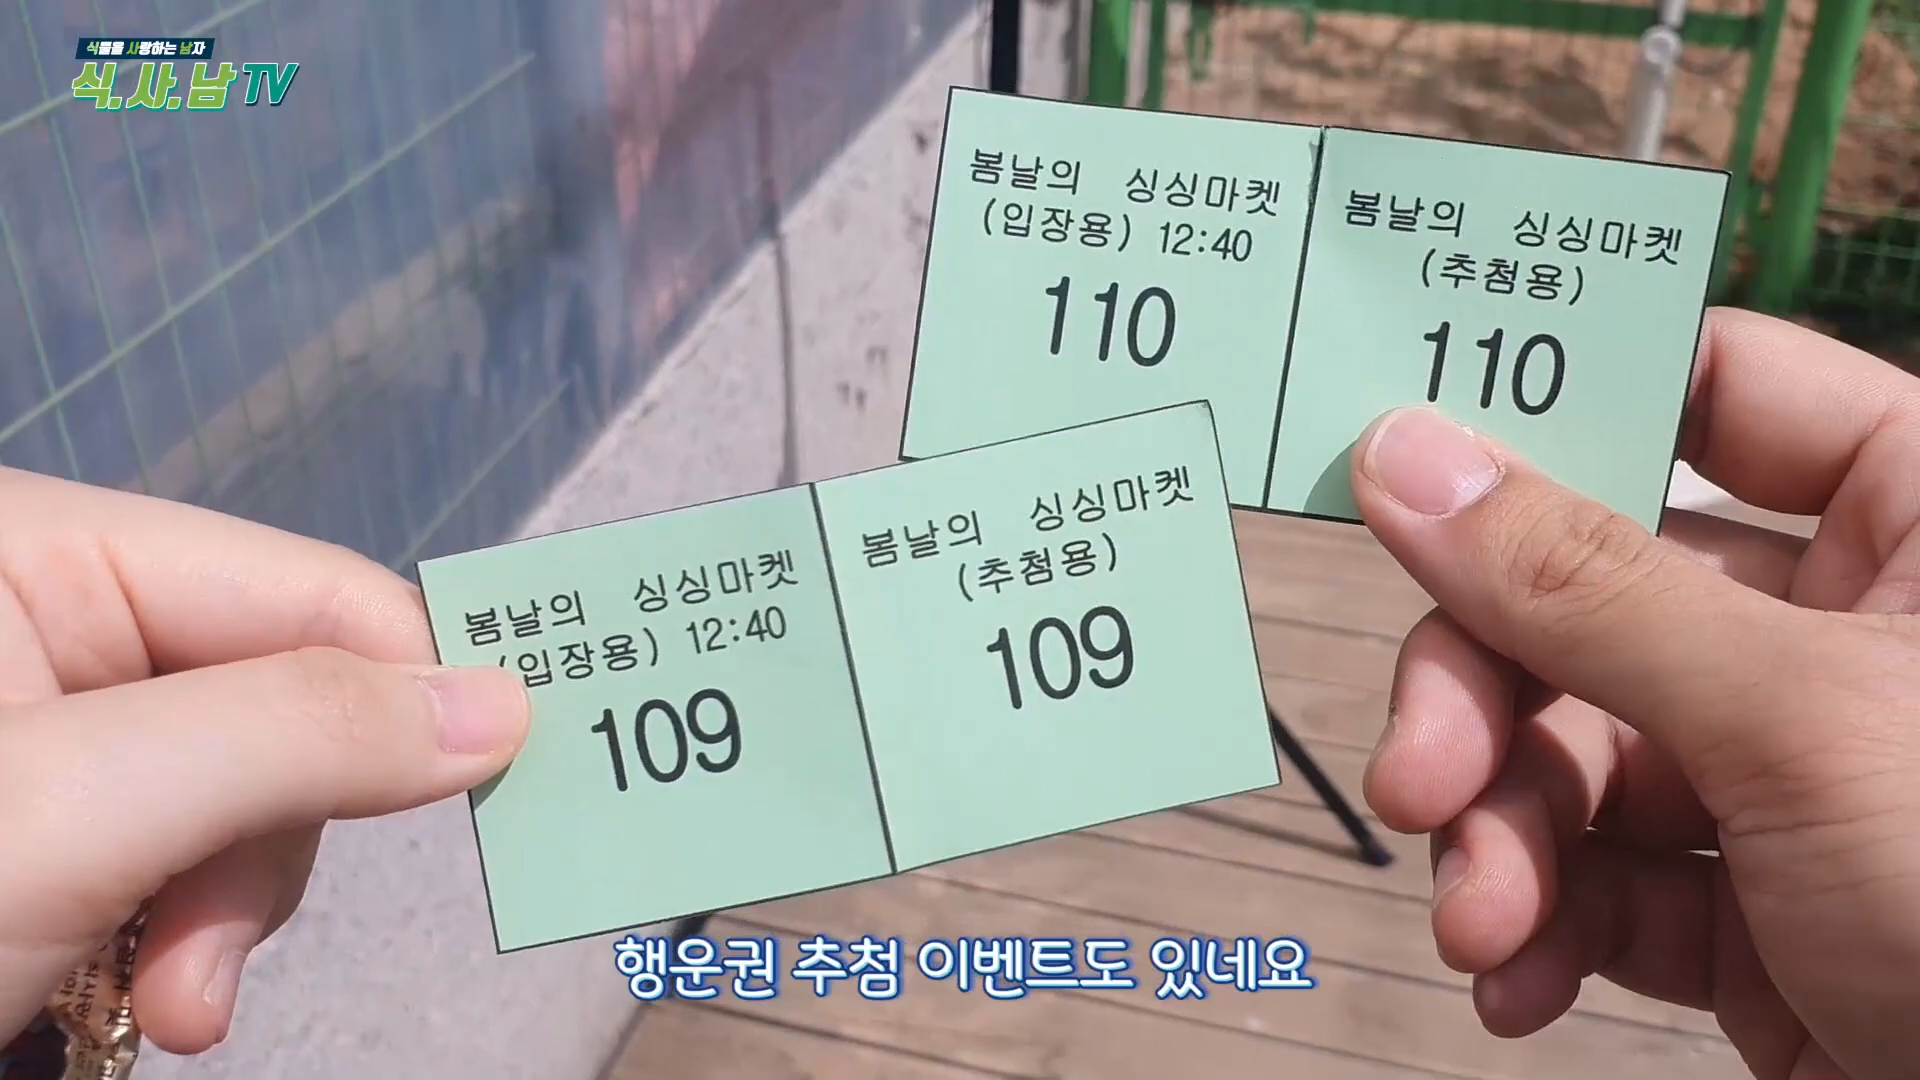 식물을 사랑하는 남자
식.사.남 TV
봄날의 싱싱마켓
(입장용) 12:40
110
봄날의 싱싱마켓
(추첨용)
110
봄날의 싱싱마켓
(입장용) 12:40
109
봄날의 싱싱마켓
(추첨용)
109
행운권 추첨 이벤트도 있네요